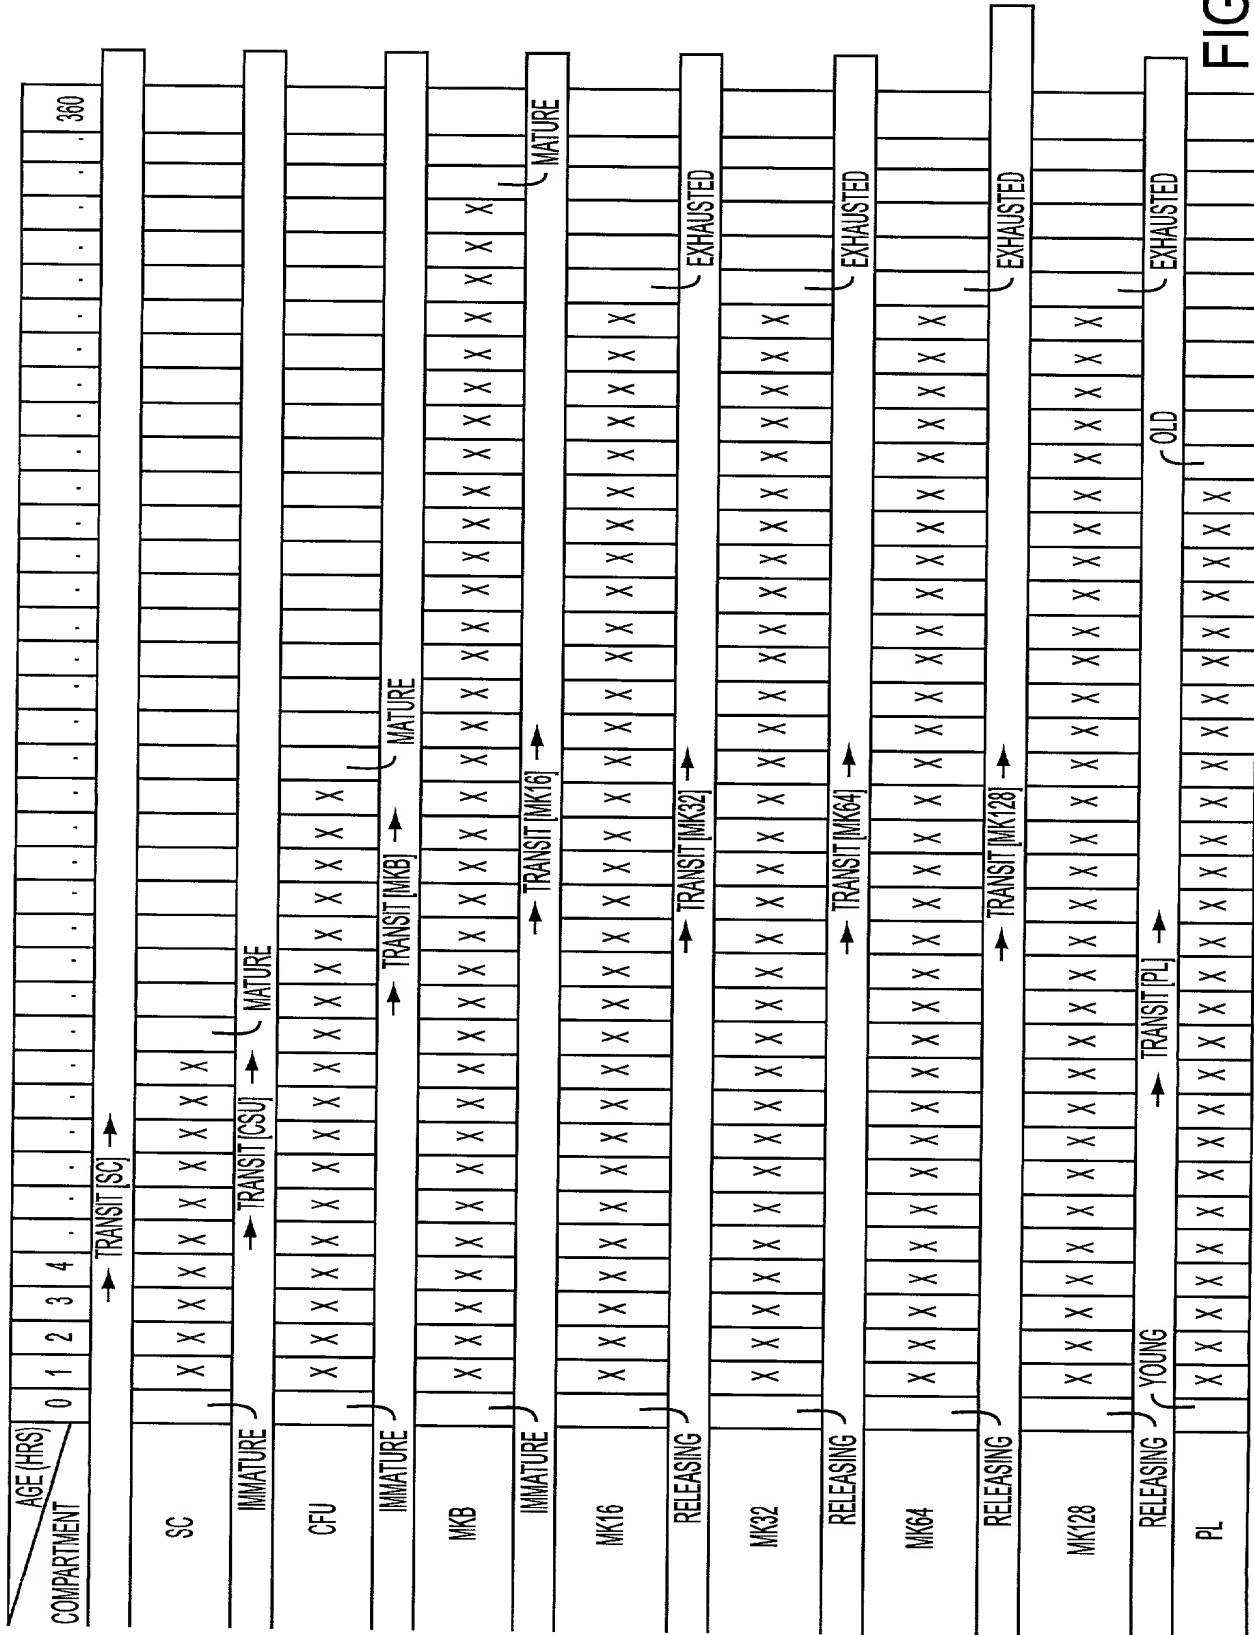 AGE (HRS) 0 1 2 3 4 . . . . . . . . . . . . . . . . . . . . . . . . . . . . . . . . . 360
COMPARTMENT
→ TRANSIT [SC] →
SC X X X X X X X X X X
IMMATURE → TRANSIT [CSU] → MATURE
CFU X X X X X X X X X X X X X X X X X X
IMMATURE → TRANSIT [MKB] → MATURE
MKB X X X X X X X X X X X X X X X X X X X X X X X X X X X X X X X X X X X
IMMATURE → TRANSIT [MK16] → MATURE
MK16 X X X X X X X X X X X X X X X X X X X X X X X X X X X X X X X X
RELEASING → TRANSIT [MK32] → EXHAUSTED
MK32 X X X X X X X X X X X X X X X X X X X X X X X X X X X X X X X X
RELEASING → TRANSIT [MK64] → EXHAUSTED
MK64 X X X X X X X X X X X X X X X X X X X X X X X X X X X X X X X X
RELEASING → TRANSIT [MK128] → EXHAUSTED
MK128 X X X X X X X X X X X X X X X X X X X X X X X X X X X X X X X X
RELEASING YOUNG → TRANSIT [PL] → OLD EXHAUSTED
PL X X X X X X X X X X X X X X X X X X X X X X X X X X X
FIG